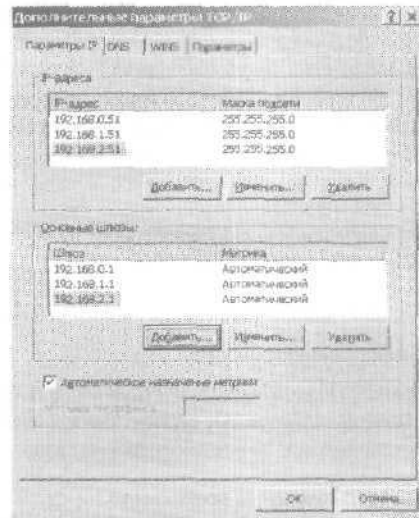 Дополнительные параметры TCP/IP
Параметры IP DNS WINS Параметры
IP-адреса
IP-адрес Маска подсети
192.168.0.51 255.255.255.0
192.168.1.51 255.255.255.0
192.168.2.51 255.255.255.0
Добавить... Изменить... Удалить
Основные шлюзы:
Шлюз Метрика
192.168.0.1 Автоматический
192.168.1.1 Автоматический
192.168.2.1 Автоматический
Добавить... Изменить... Удалить
Автоматическое назначение метрики
OK Отмена